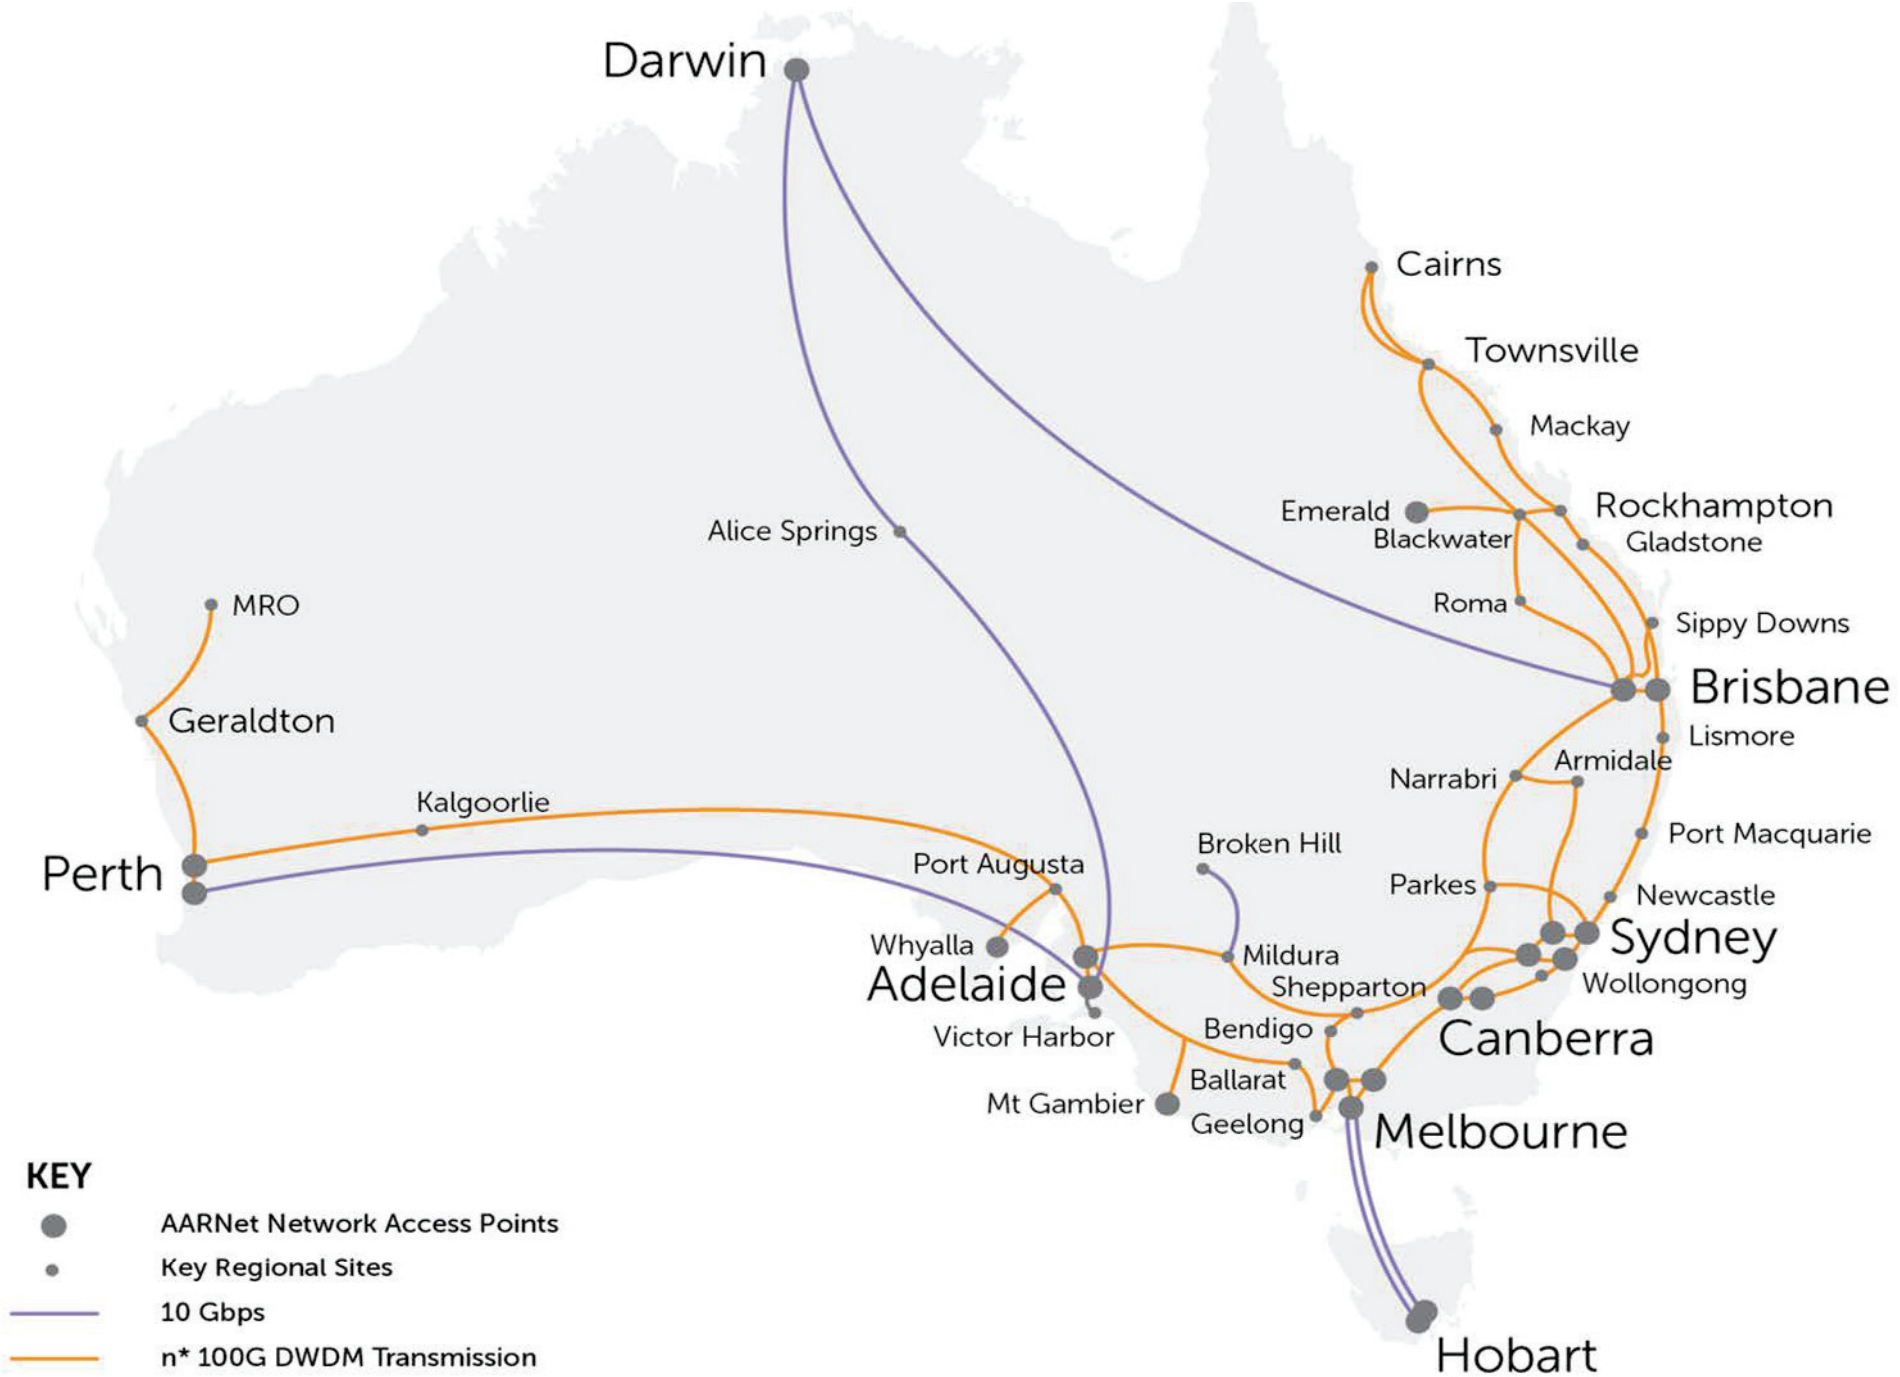 Darwin
Cairns
Townsville
Mackay
Emerald
Rockhampton
Blackwater
Gladstone
Alice Springs
Roma
MRO
Sippy Downs
Brisbane
Geraldton
Lismore
Armidale
Narrabri
Kalgoorlie
Port Macquarie
Broken Hill
Port Augusta
Perth
Parkes
Newcastle
Sydney
Whyalla
Mildura
Adelaide
Shepparton
Wollongong
Victor Harbor
Bendigo
Canberra
Ballarat
Mt Gambier
Geelong
Melbourne
KEY
AARNet Network Access Points
Key Regional Sites
10 Gbps
n* 100G DWDM Transmission
Hobart